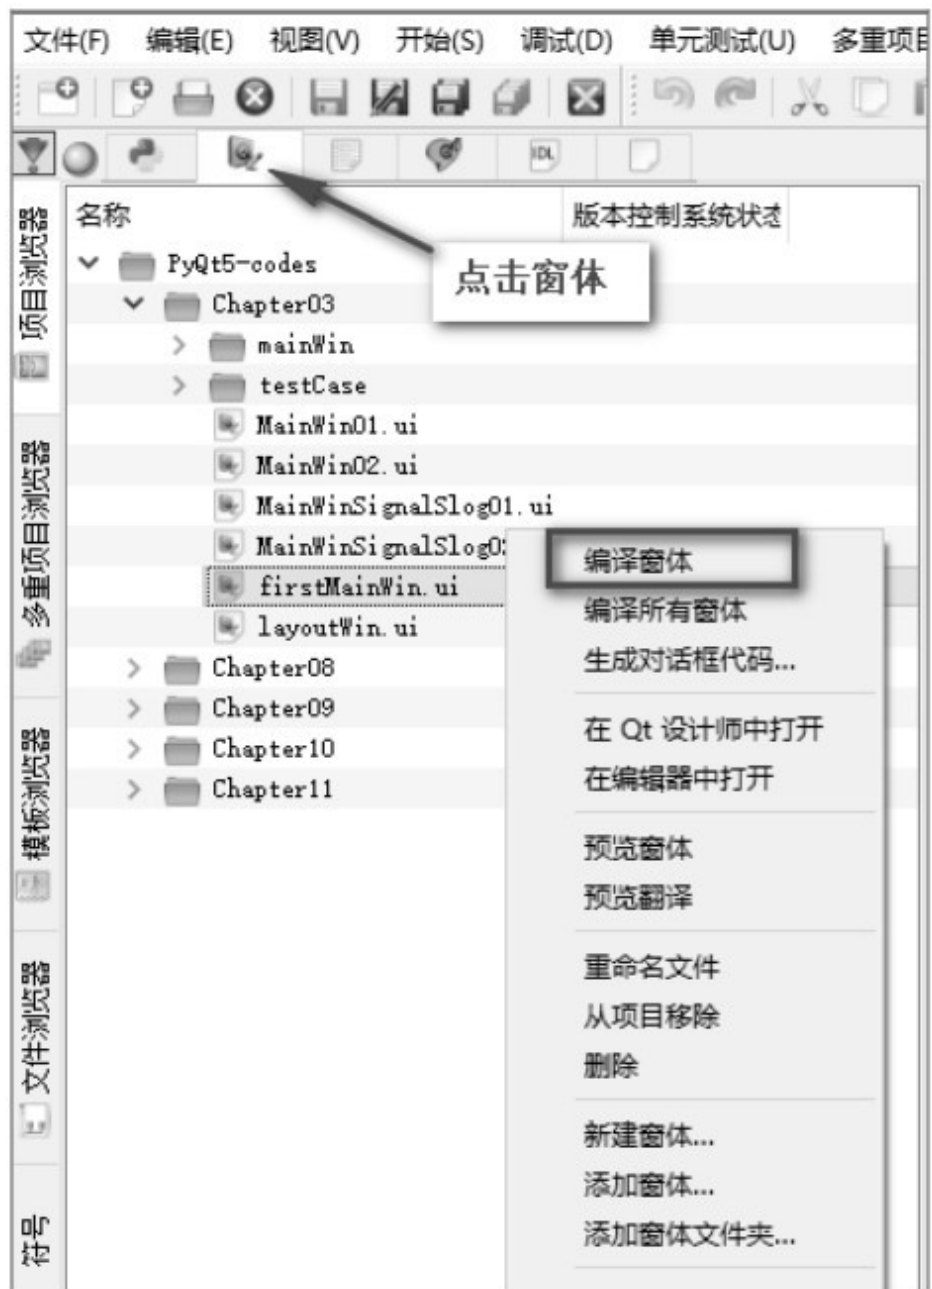 文件(F) 编辑(E) 视图(V) 开始(S) 调试(D) 单元测试(U) 多重项目
IDL
名称 版本控制系统状态
点击窗体
PyQt5-codes
Chapter03
mainWin
testCase
MainWin01.ui
MainWin02.ui
MainWinSignalSlog01.ui
MainWinSignalSlog02
firstMainWin.ui
layoutWin.ui
Chapter08
Chapter09
Chapter10
Chapter11
编译窗体
编译所有窗体
生成对话框代码...
在 Qt 设计师中打开
在编辑器中打开
预览窗体
预览翻译
重命名文件
从项目移除
删除
新建窗体...
添加窗体...
添加窗体文件夹...
项目浏览器
多重项目浏览器
模板浏览器
文件浏览器
符号